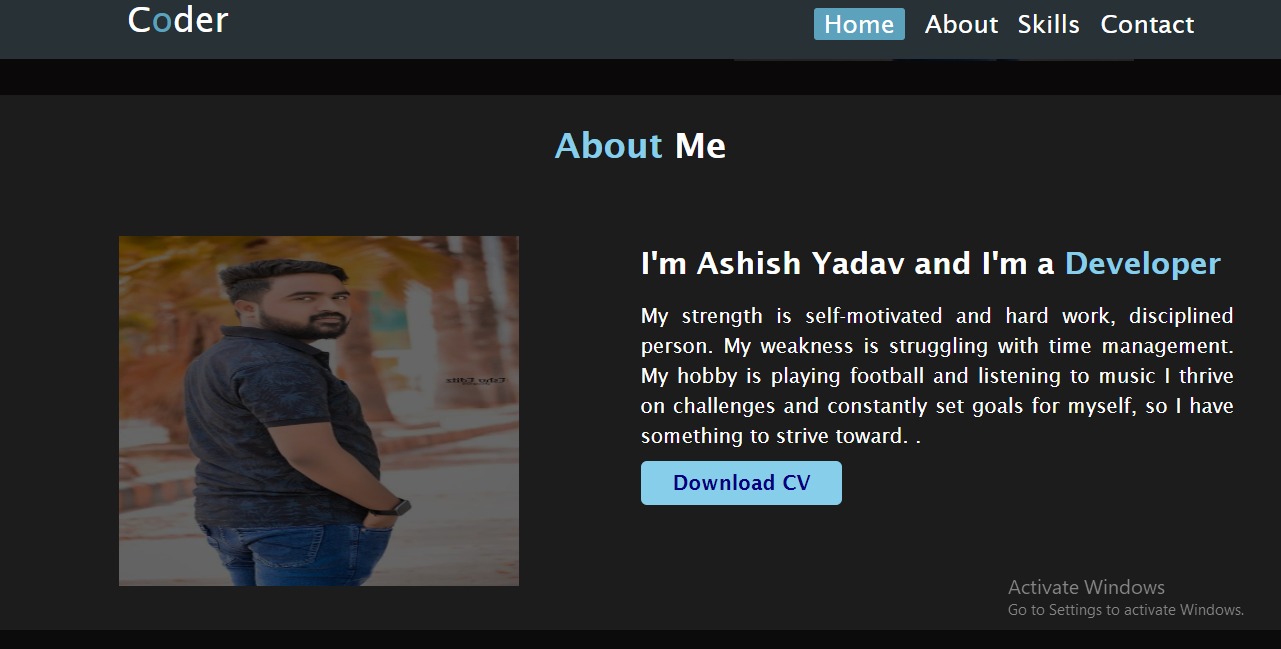 Coder
Home About Skills Contact
About Me
I'm Ashish Yadav and I'm a Developer
My strength is self-motivated and hard work, disciplined
person. My weakness is struggling with time management.
My hobby is playing football and listening to music I thrive
on challenges and constantly set goals for myself, so I have
something to strive toward. .
Download CV
Activate Windows
Go to Settings to activate Windows.